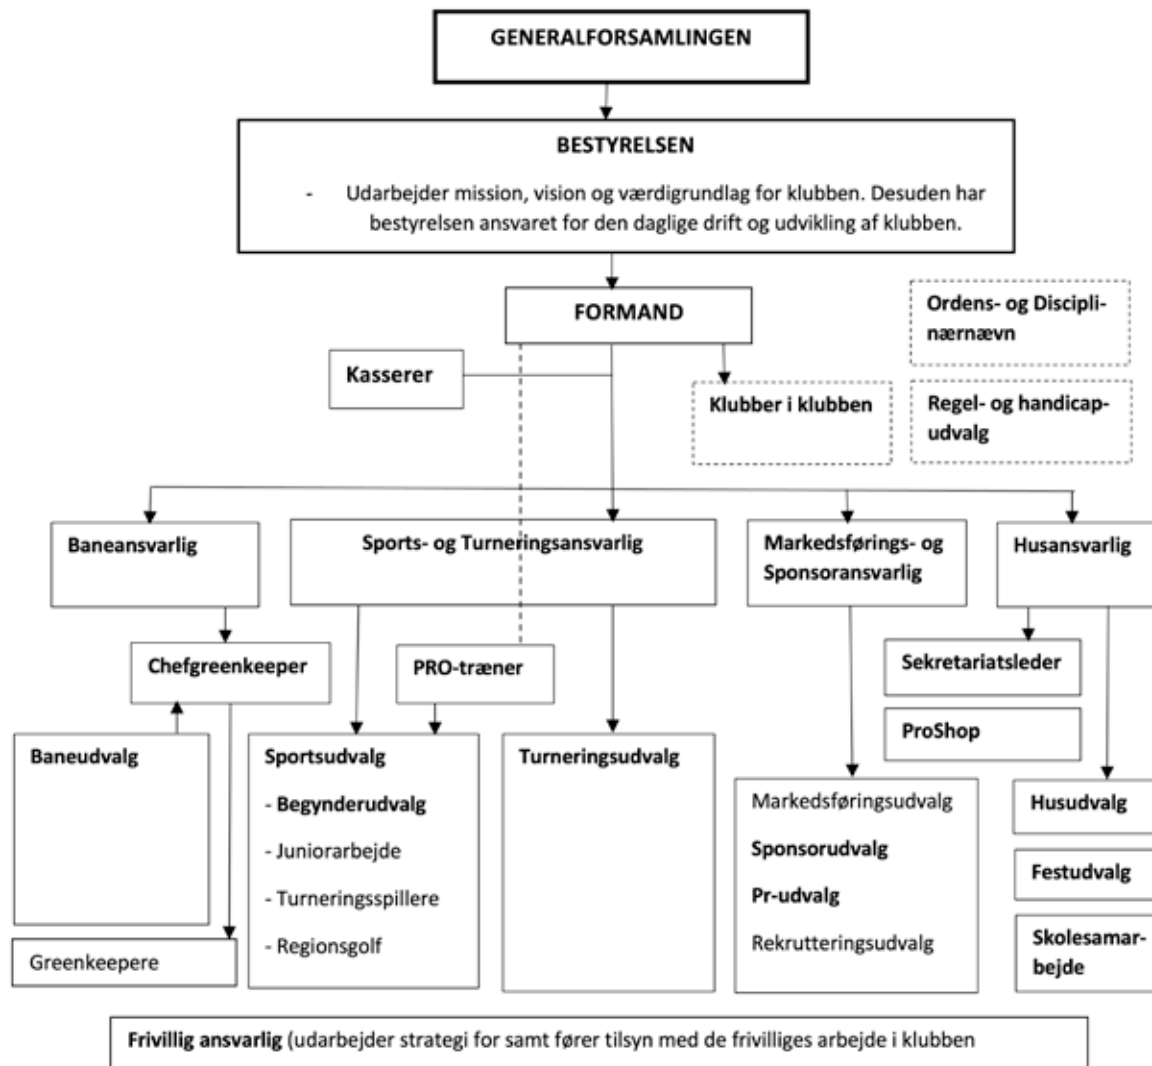 GENERALFORSAMLINGEN
BESTYRELSEN
- Udarbejder mission, vision og værdigrundlag for klubben. Desuden har
bestyrelsen ansvaret for den daglige drift og udvikling af klubben.
FORMAND
Ordens- og Discipli-
nærnævn
Kasserer
Klubber i klubben
Regel- og handicap-
udvalg
Baneansvarlig
Sports- og Turneringsansvarlig
Markedsførings- og
Sponsoransvarlig
Husansvarlig
Chefgreenkeeper
PRO-træner
Sekretariatsleder
ProShop
Baneudvalg
Sportsudvalg
- Begynderudvalg
- Juniorarbejde
- Turneringsspillere
- Regionsgolf
Turneringsudvalg
Markedsføringsudvalg
Sponsorudvalg
Pr-udvalg
Rekrutteringsudvalg
Husudvalg
Festudvalg
Skolesamar-
bejde
Greenkeepere
Frivillig ansvarlig (udarbejder strategi for samt fører tilsyn med de frivilliges arbejde i klubben